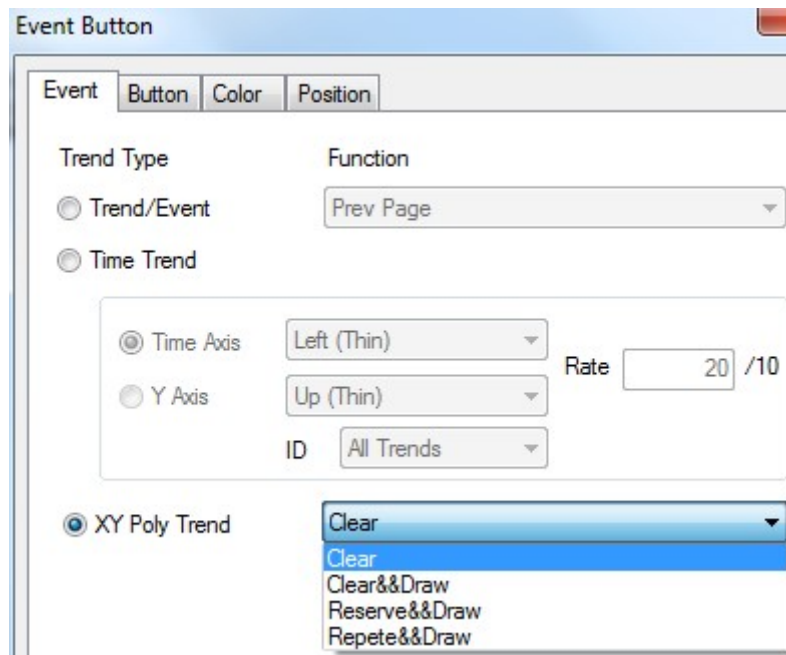 Event Button
Event Button Color Position
Trend Type Function
Trend/Event Prev Page
Time Trend
Time Axis Left (Thin)
Rate 20 /10
Y Axis Up (Thin)
ID All Trends
XY Poly Trend Clear
Clear
Clear&&Draw
Reserve&&Draw
Repete&&Draw